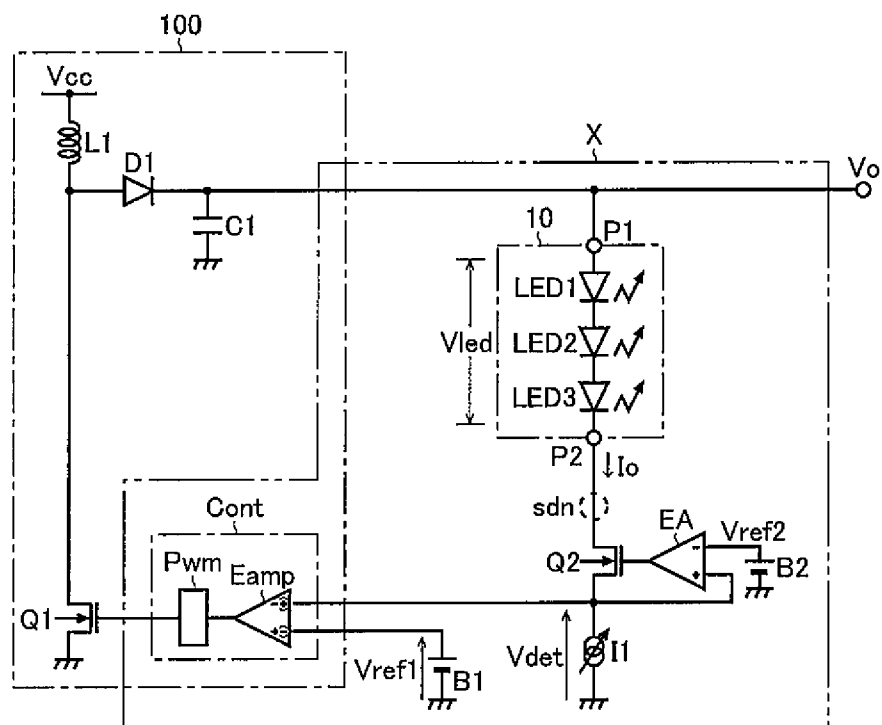 100
Vcc
L1
D1
C1
X
Vo
10
P1
LED1
LED2
LED3
Vled
P2
Io
sdn
EA
Vref2
Q2
B2
Cont
Pwm
Eamp
Q1
Vref1
B1
Vdet
I1